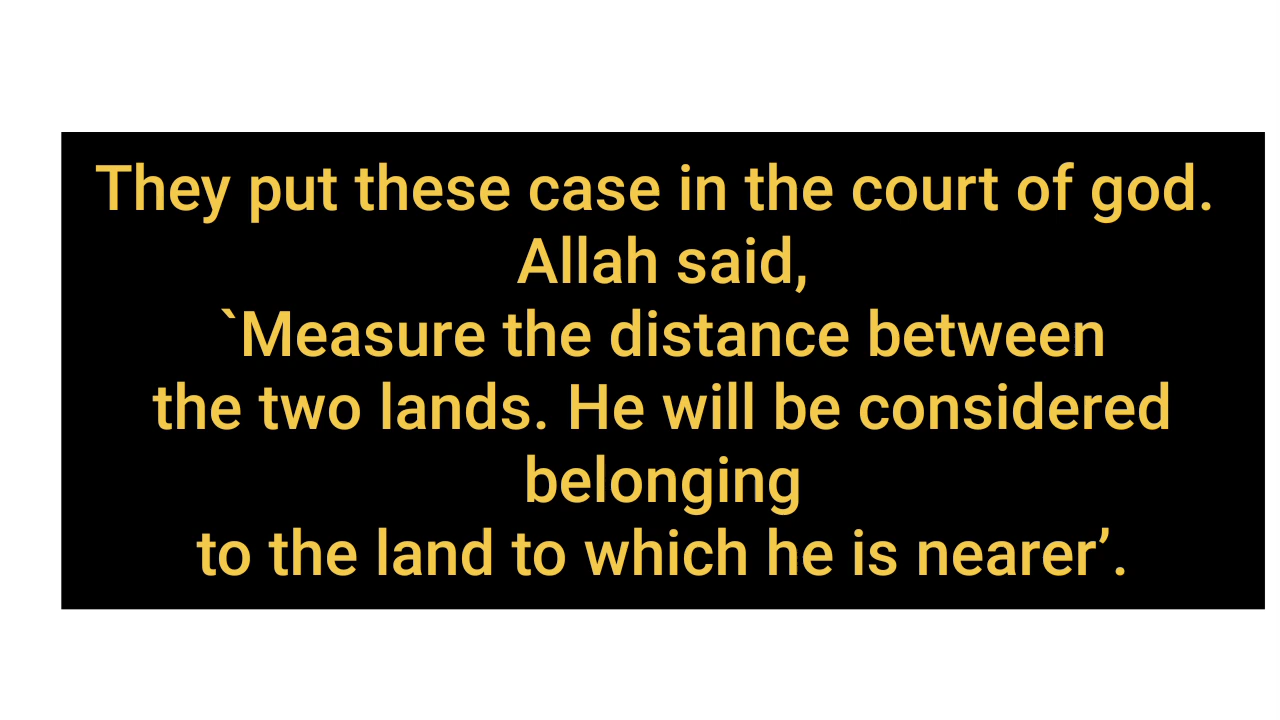 They put these case in the court of god.
Allah said,
`Measure the distance between
the two lands. He will be considered
belonging
to the land to which he is nearer’.